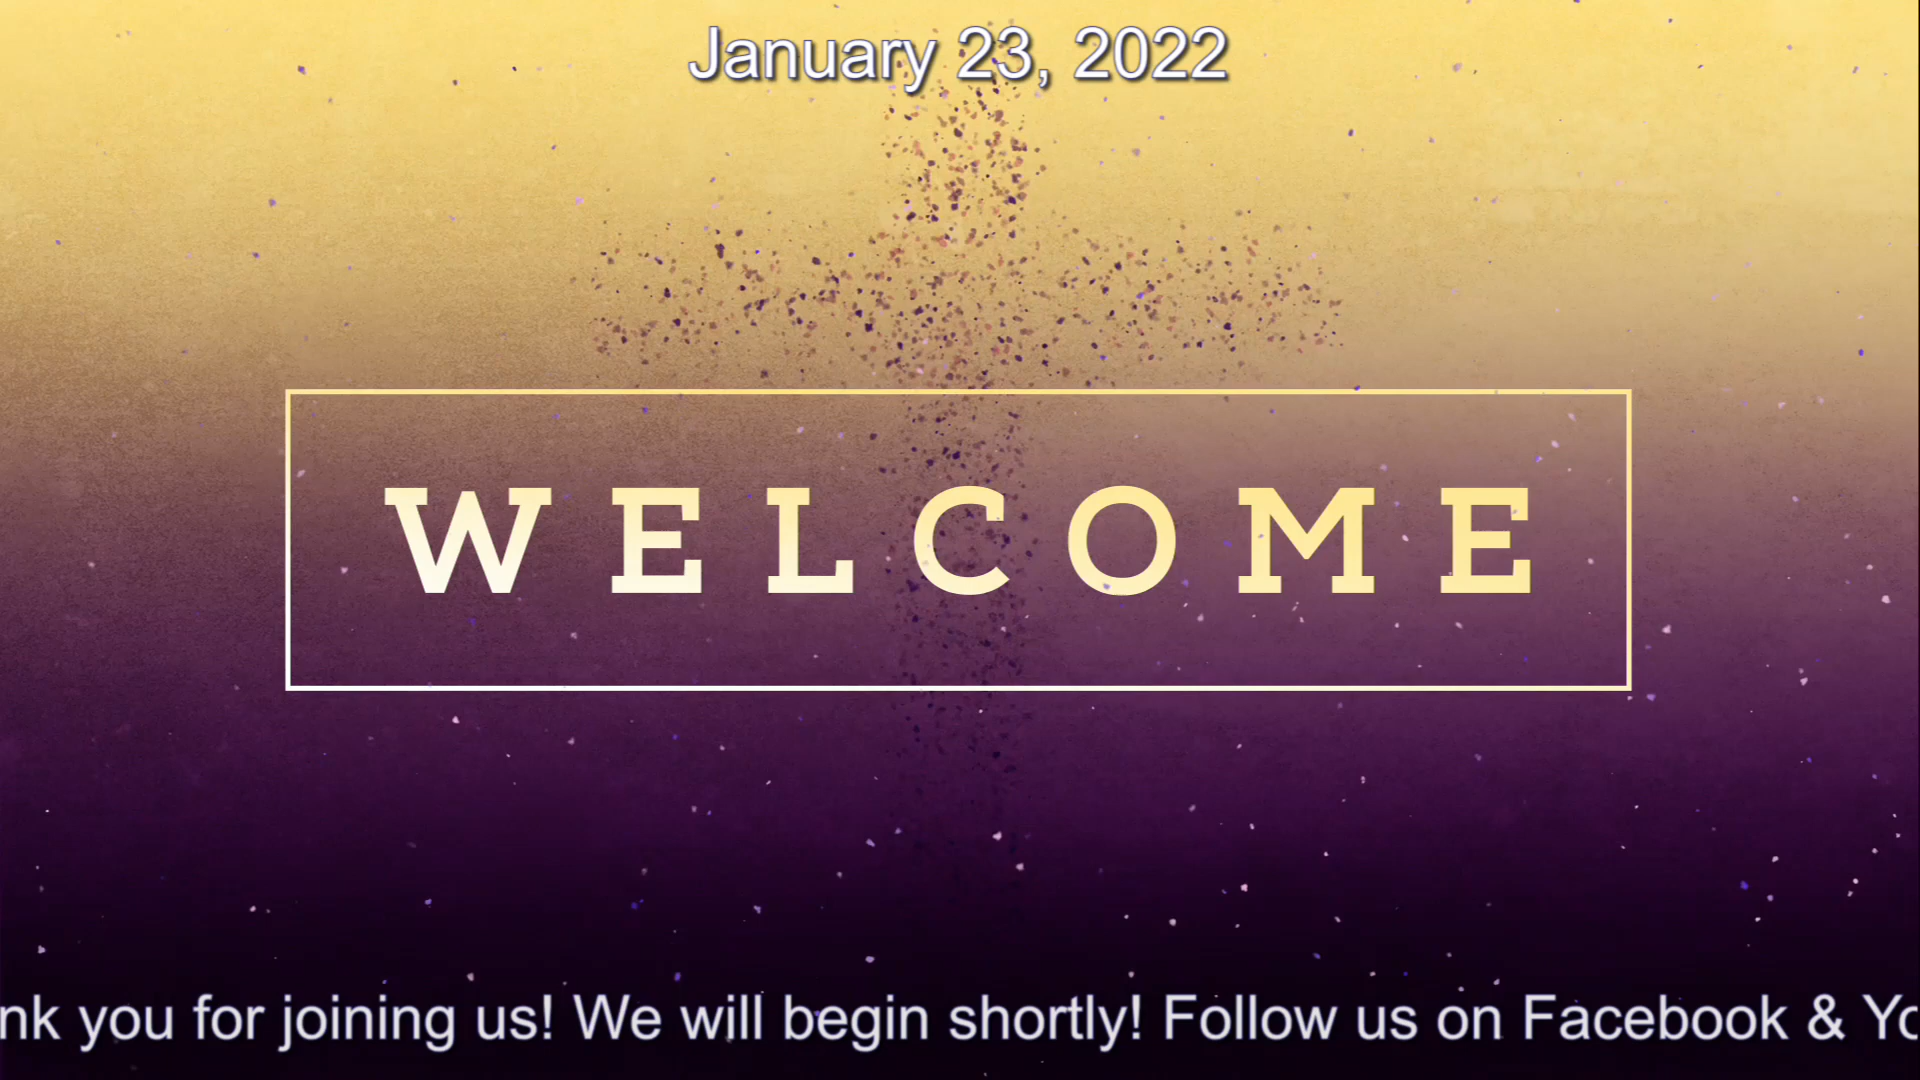 January 23, 2022
WELCOME
nk you for joining us! We will begin shortly! Follow us on Facebook & Yo